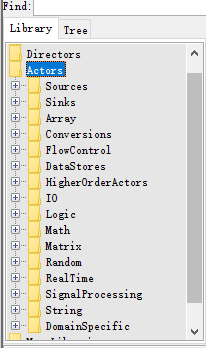 Find:
Library Tree
Directors
Actors
Sources
Sinks
Array
Conversions
FlowControl
DataStores
HigherOrderActors
IO
Logic
Math
Matrix
Random
RealTime
SignalProcessing
String
DomainSpecific